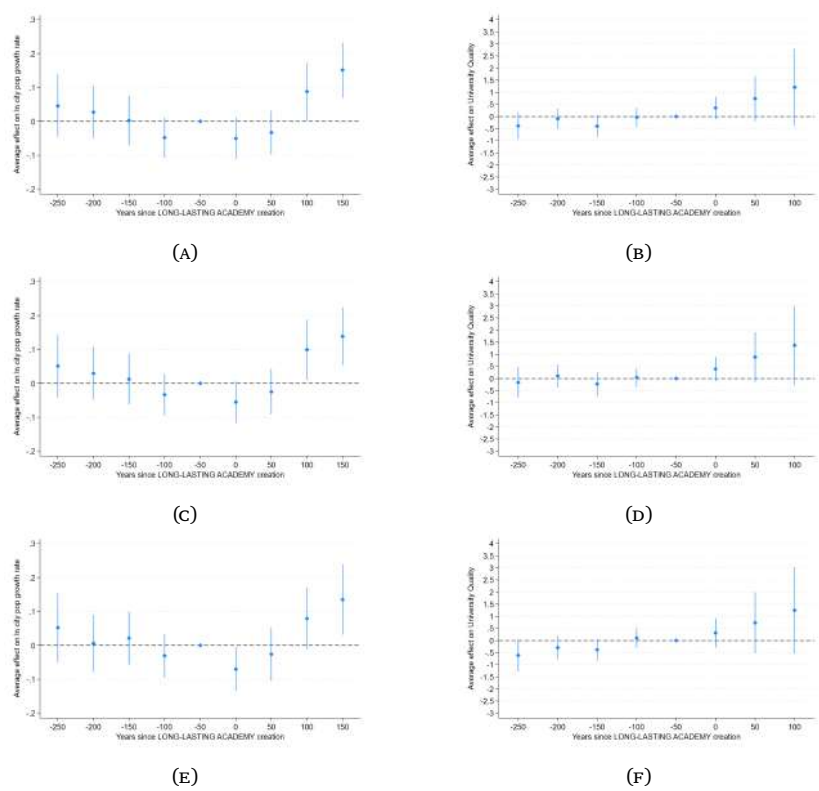 Average effect on ln city pop growth rate
.3
.2
.1
0
-.1
-.2
-250 -200 -150 -100 -50 0 50 100 150
Years since LONG-LASTING ACADEMY creation
(A)
Average effect on University Quality
4
3.5
3
2.5
2
1.5
1
.5
0
-.5
-1
-1.5
-2
-2.5
-3
-250 -200 -150 -100 -50 0 50 100
Years since LONG-LASTING ACADEMY creation
(B)
Average effect on ln city pop growth rate
.3
.2
.1
0
-.1
-.2
-250 -200 -150 -100 -50 0 50 100 150
Years since LONG-LASTING ACADEMY creation
(C)
Average effect on University Quality
4
3.5
3
2.5
2
1.5
1
.5
0
-.5
-1
-1.5
-2
-2.5
-3
-250 -200 -150 -100 -50 0 50 100
Years since LONG-LASTING ACADEMY creation
(D)
Average effect on ln city pop growth rate
.3
.2
.1
0
-.1
-.2
-250 -200 -150 -100 -50 0 50 100 150
Years since LONG-LASTING ACADEMY creation
(E)
Average effect on University Quality
4
3.5
3
2.5
2
1.5
1
.5
0
-.5
-1
-1.5
-2
-2.5
-3
-250 -200 -150 -100 -50 0 50 100
Years since LONG-LASTING ACADEMY creation
(F)